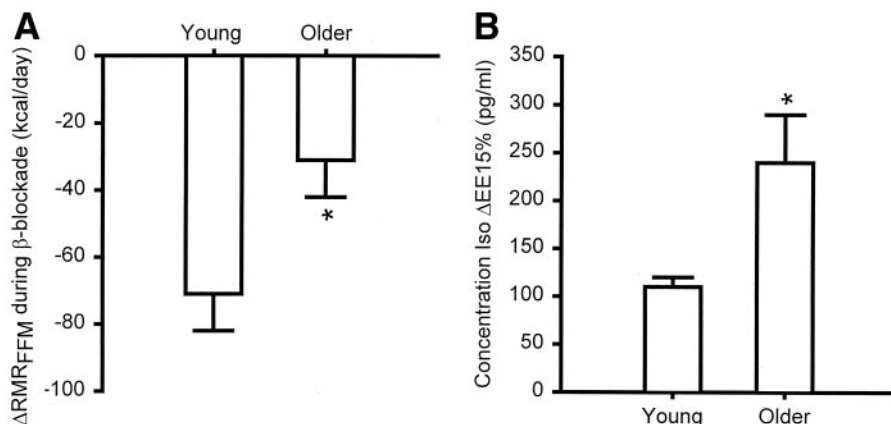 A
Young Older
0
-20
-40
-60
-80
-100
ΔRMRFFM during β-blockade (kcal/day)
*
B
350
300
250
200
150
100
50
0
Concentration Iso ΔEE15% (pg/ml)
*
Young Older